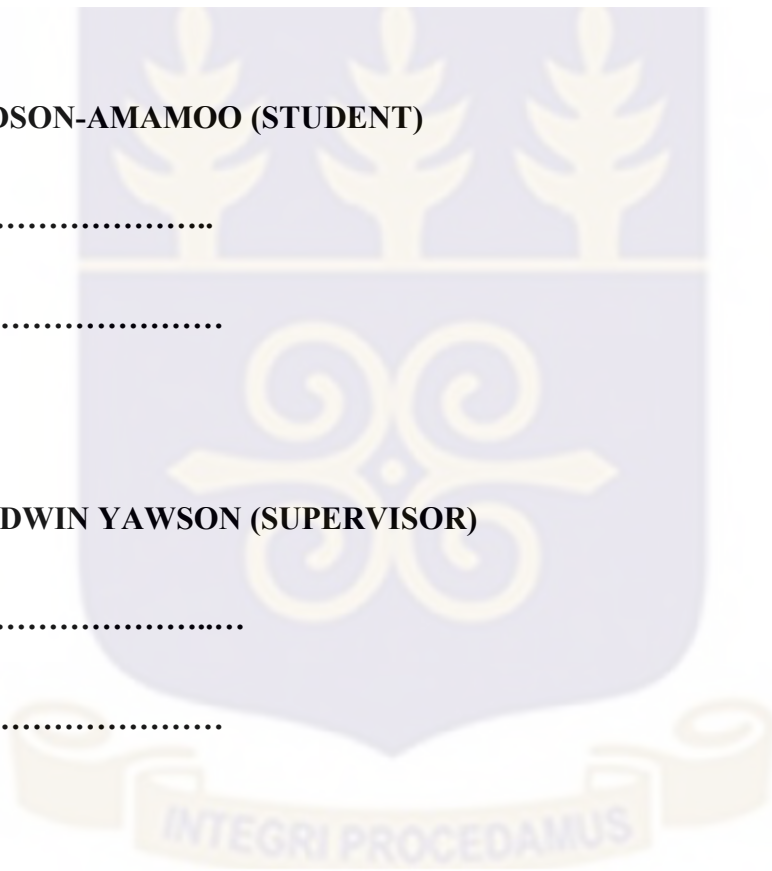 DSON-AMAMOO (STUDENT)
…………………..
……………………
DWIN YAWSON (SUPERVISOR)
…………………..…
……………………
INTEGRI PROCEDAMUS